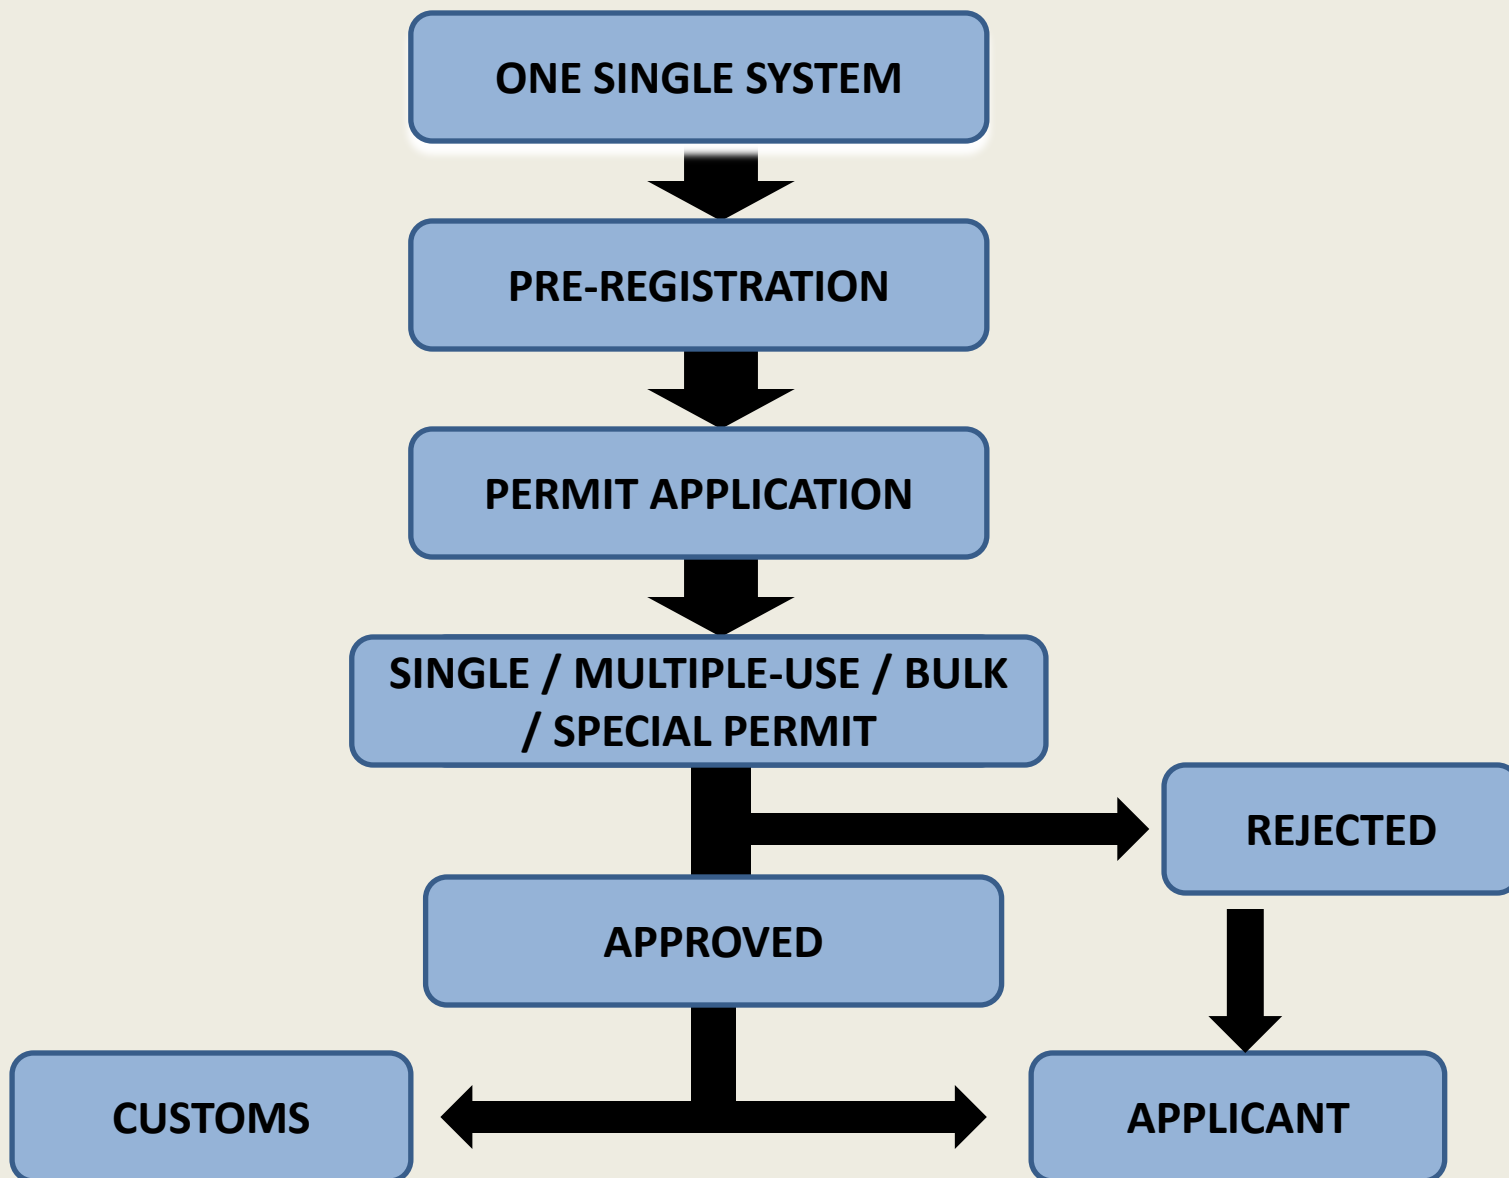 ONE SINGLE SYSTEM
PRE-REGISTRATION
PERMIT APPLICATION
SINGLE / MULTIPLE-USE / BULK
/ SPECIAL PERMIT
REJECTED
APPROVED
CUSTOMS
APPLICANT